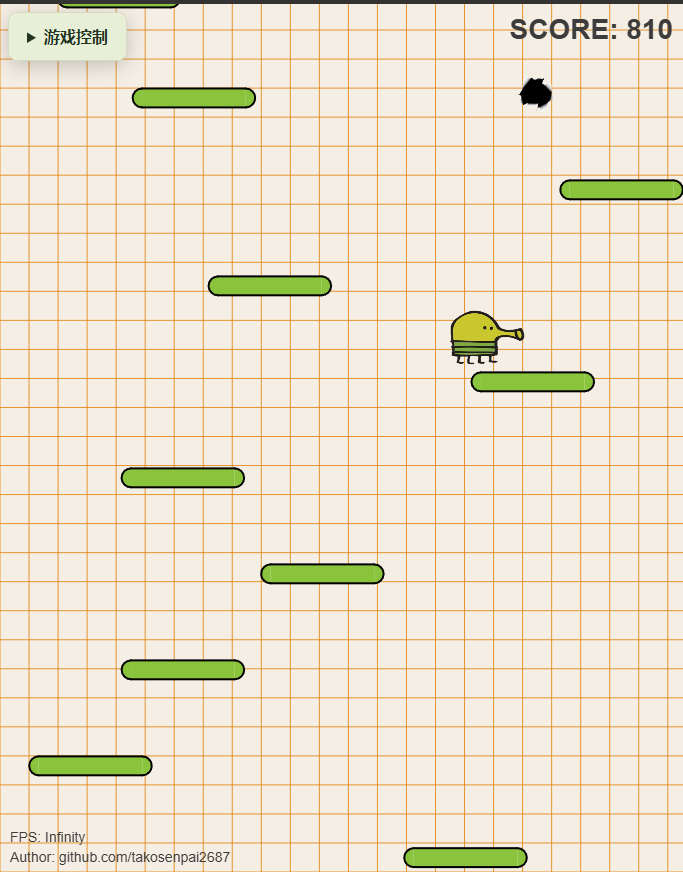 ▶ 游戏控制
SCORE: 810
FPS: Infinity
Author: github.com/takosenpai2687